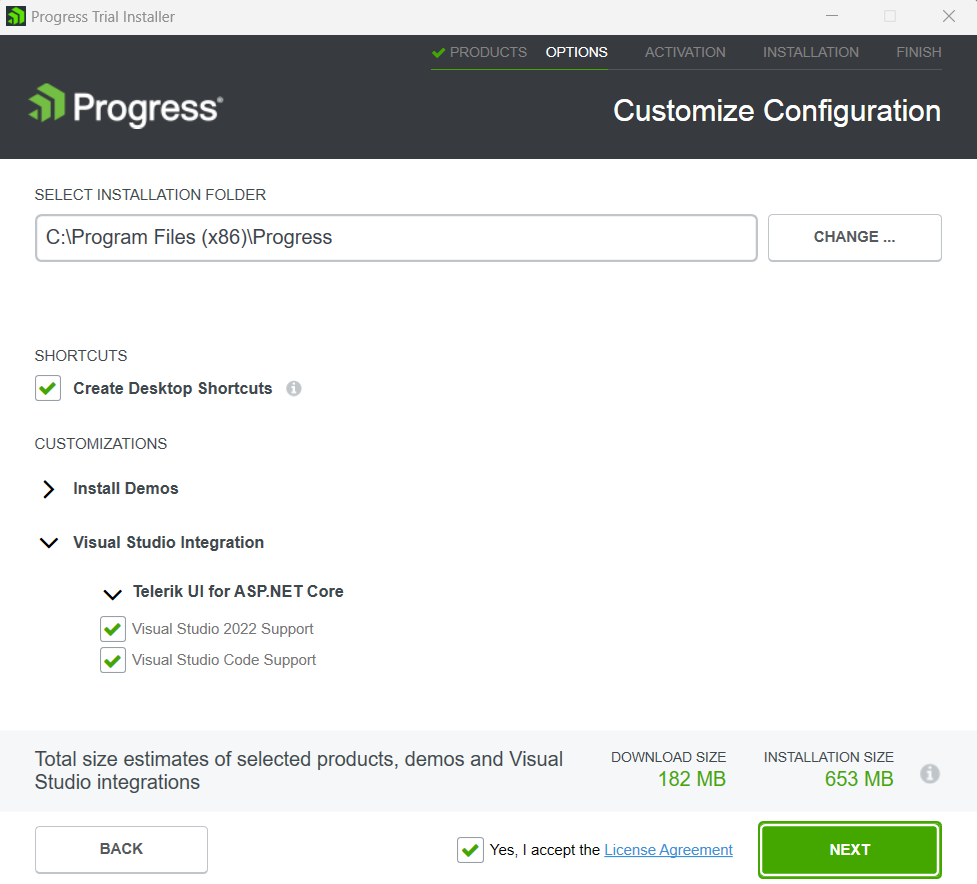 Progress Trial Installer
PRODUCTS OPTIONS ACTIVATION INSTALLATION FINISH
Progress®
Customize Configuration
SELECT INSTALLATION FOLDER
C:\Program Files (x86)\Progress
CHANGE ...
SHORTCUTS
Create Desktop Shortcuts
CUSTOMIZATIONS
Install Demos
Visual Studio Integration
Telerik UI for ASP.NET Core
Visual Studio 2022 Support
Visual Studio Code Support
Total size estimates of selected products, demos and Visual
Studio integrations
DOWNLOAD SIZE
182 MB
INSTALLATION SIZE
653 MB
BACK
Yes, I accept the License Agreement
NEXT